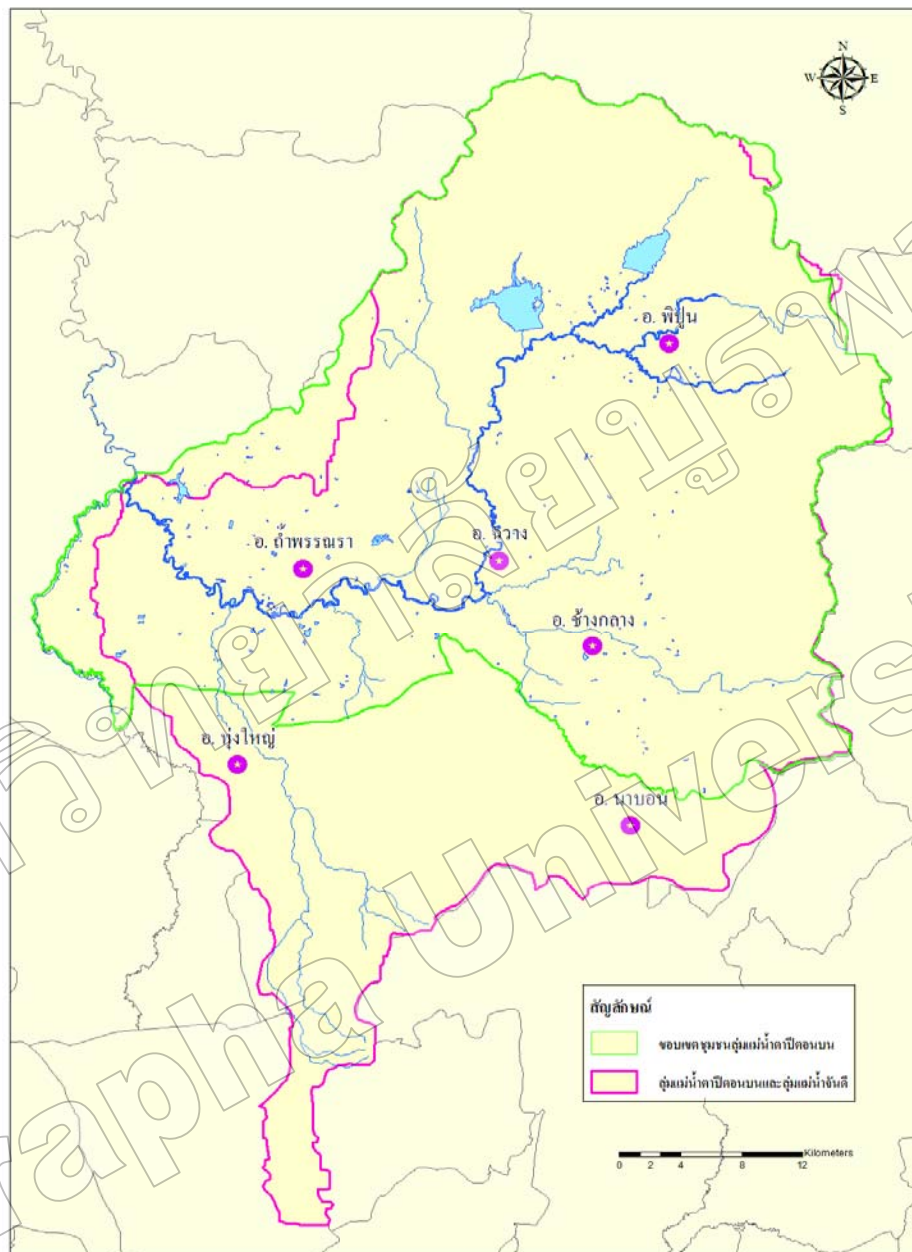 N
W E
S
อ. พิปูน
อ. ฉวาง
อ. ถ้ำพรรณรา
อ. ช้างกลาง
อ. ทุ่งใหญ่
อ. นาบอน
สัญลักษณ์
ขอบเขตชุมชนลุ่มแม่น้ำตาปีตอนบน
ลุ่มแม่น้ำตาปีตอนบนและลุ่มแม่น้ำจันดี
Kilometers
0 2 4 8 12